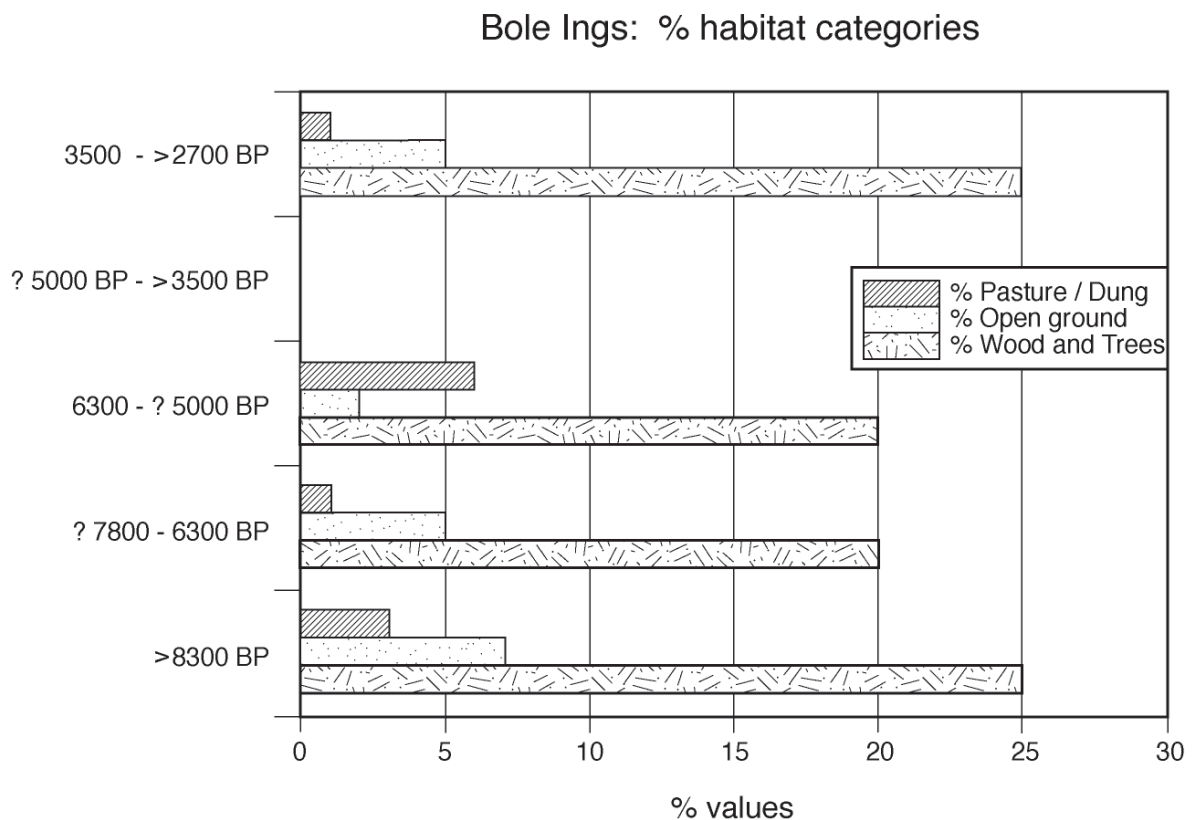 Bole Ings: % habitat categories
3500 - >2700 BP
? 5000 BP - >3500 BP
% Pasture / Dung
% Open ground
% Wood and Trees
6300 - ? 5000 BP
? 7800 - 6300 BP
>8300 BP
0 5 10 15 20 25 30
% values